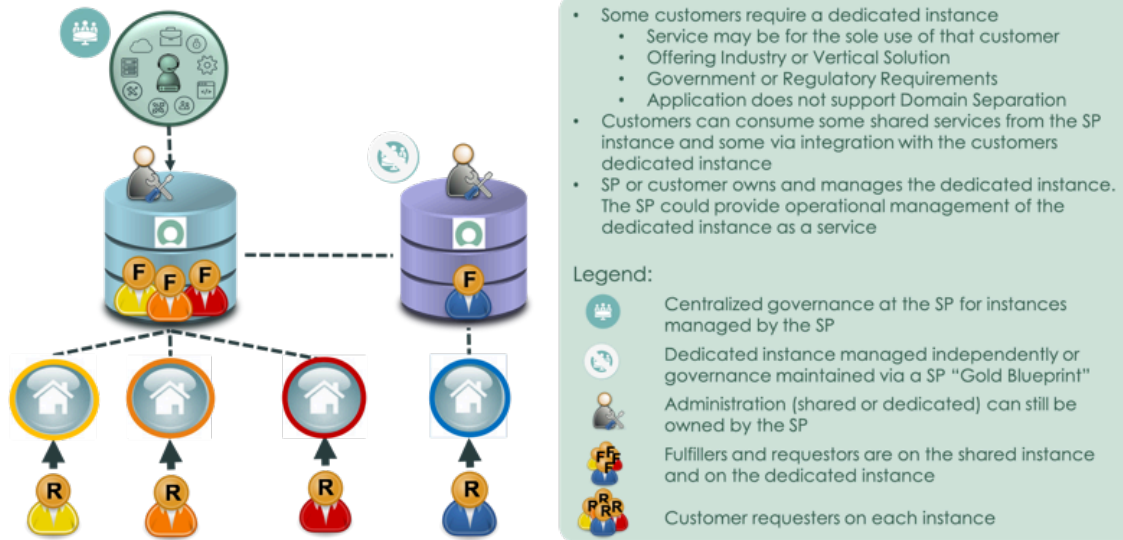 • Some customers require a dedicated instance
• Service may be for the sole use of that customer
• Offering Industry or Vertical Solution
• Government or Regulatory Requirements
• Application does not support Domain Separation
• Customers can consume some shared services from the SP
instance and some via integration with the customers
dedicated instance
• SP or customer owns and manages the dedicated instance.
The SP could provide operational management of the
dedicated instance as a service
Legend:
Centralized governance at the SP for instances
managed by the SP
Dedicated instance managed independently or
governance maintained via a SP “Gold Blueprint”
Administration (shared or dedicated) can still be
owned by the SP
F F F F
Fulfillers and requestors are on the shared instance
and on the dedicated instance
R R R R
Customer requesters on each instance
F F F
F
R R R R